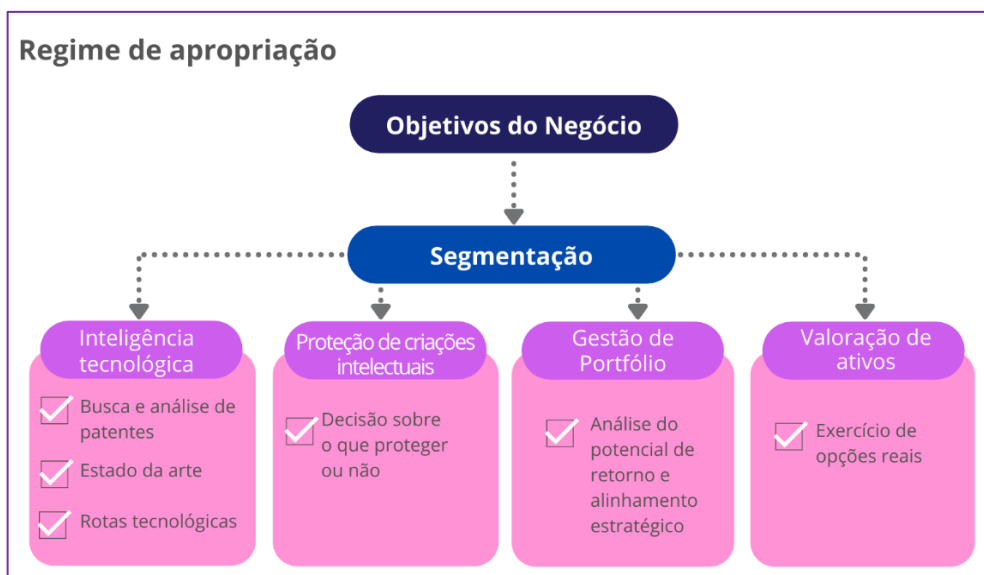 Regime de apropriação
Objetivos do Negócio
Segmentação
Inteligência
tecnológica
Busca e análise de
patentes
Estado da arte
Rotas tecnológicas
Proteção de criações
intelectuais
Decisão sobre
o que proteger
ou não
Gestão de
Portfólio
Análise do
potencial de
retorno e
alinhamento
estratégico
Valoração de
ativos
Exercício de
opções reais